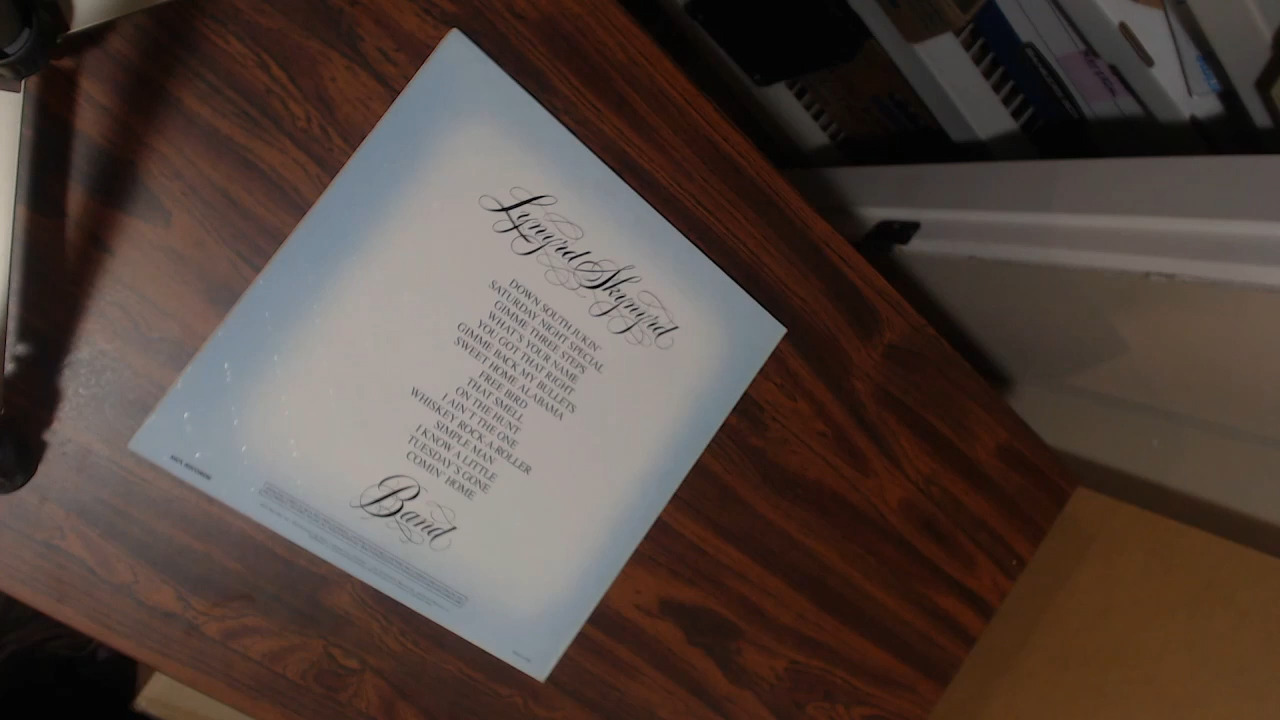 Lynyrd Skynyrd
DOWN SOUTH JUKIN'
SATURDAY NIGHT SPECIAL
GIMME THREE STEPS
WHAT'S YOUR NAME
YOU GOT THAT RIGHT
GIMME BACK MY BULLETS
SWEET HOME ALABAMA
FREE BIRD
THAT SMELL
ON THE HUNT
I AIN'T THE ONE
WHISKEY ROCK-A-ROLLER
SIMPLE MAN
I KNOW A LITTLE
TUESDAY'S GONE
COMIN' HOME
Band